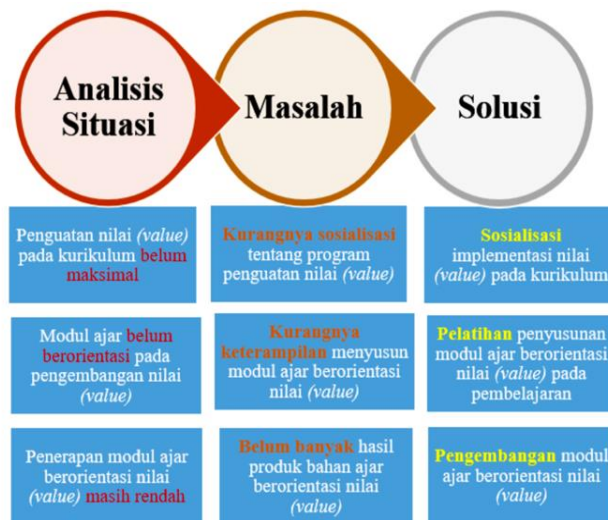 Analisis
Situasi
Masalah
Solusi
Penguatan nilai (value)
pada kurikulum belum
maksimal
Kurangnya sosialisasi
tentang program
penguatan nilai (value)
Sosialisasi
implementasi nilai
(value) pada kurikulum
Modul ajar belum
berorientasi pada
pengembangan nilai
(value)
Kurangnya
keterampilan menyusun
modul ajar berorientasi
nilai (value)
Pelatihan penyusunan
modul ajar berorientasi
nilai (value) pada
pembelajaran
Penerapan modul ajar
berorientasi nilai
(value) masih rendah
Belum banyak hasil
produk bahan ajar
berorientasi nilai
(value)
Pengembangan modul
ajar berorientasi nilai
(value)